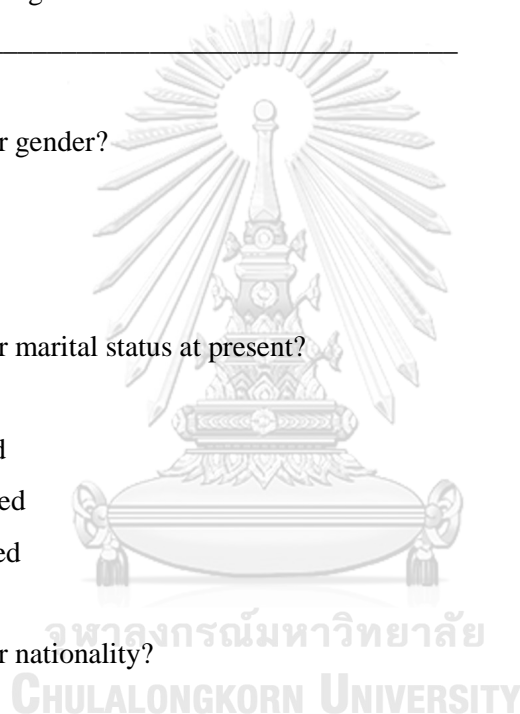 r gender?
r marital status at present?
d
ed
ed
จุฬาลงกรณ์มหาวิทยาลัย
r nationality?
CHULALONGKORN UNIVERSITY